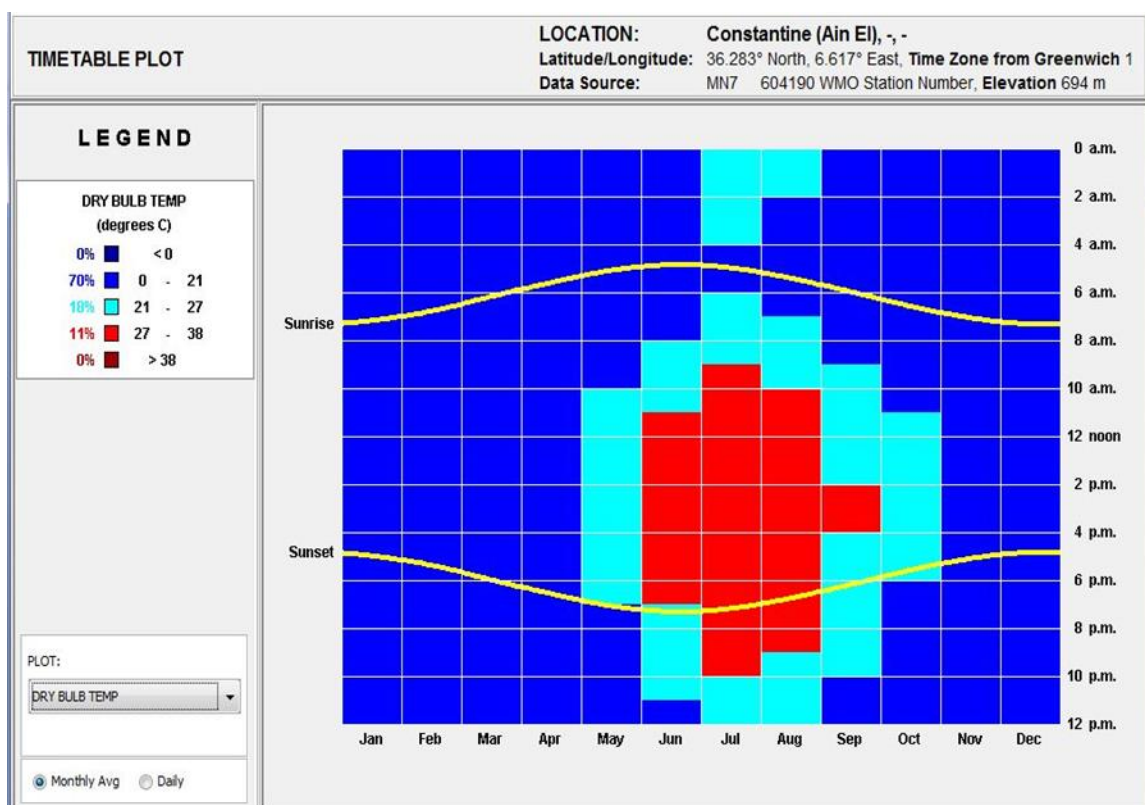 TIMETABLE PLOT
LOCATION: Constantine (Ain El), -, -
Latitude/Longitude: 36.283° North, 6.617° East, Time Zone from Greenwich 1
Data Source: MN7 604190 WMO Station Number, Elevation 694 m
LEGEND
DRY BULB TEMP
(degrees C)
0% < 0
70% 0 - 21
18% 21 - 27
11% 27 - 38
0% > 38
PLOT:
DRY BULB TEMP
Monthly Avg Daily
Sunrise
Sunset
0 a.m.
2 a.m.
4 a.m.
6 a.m.
8 a.m.
10 a.m.
12 noon
2 p.m.
4 p.m.
6 p.m.
8 p.m.
10 p.m.
12 p.m.
Jan Feb Mar Apr May Jun Jul Aug Sep Oct Nov Dec